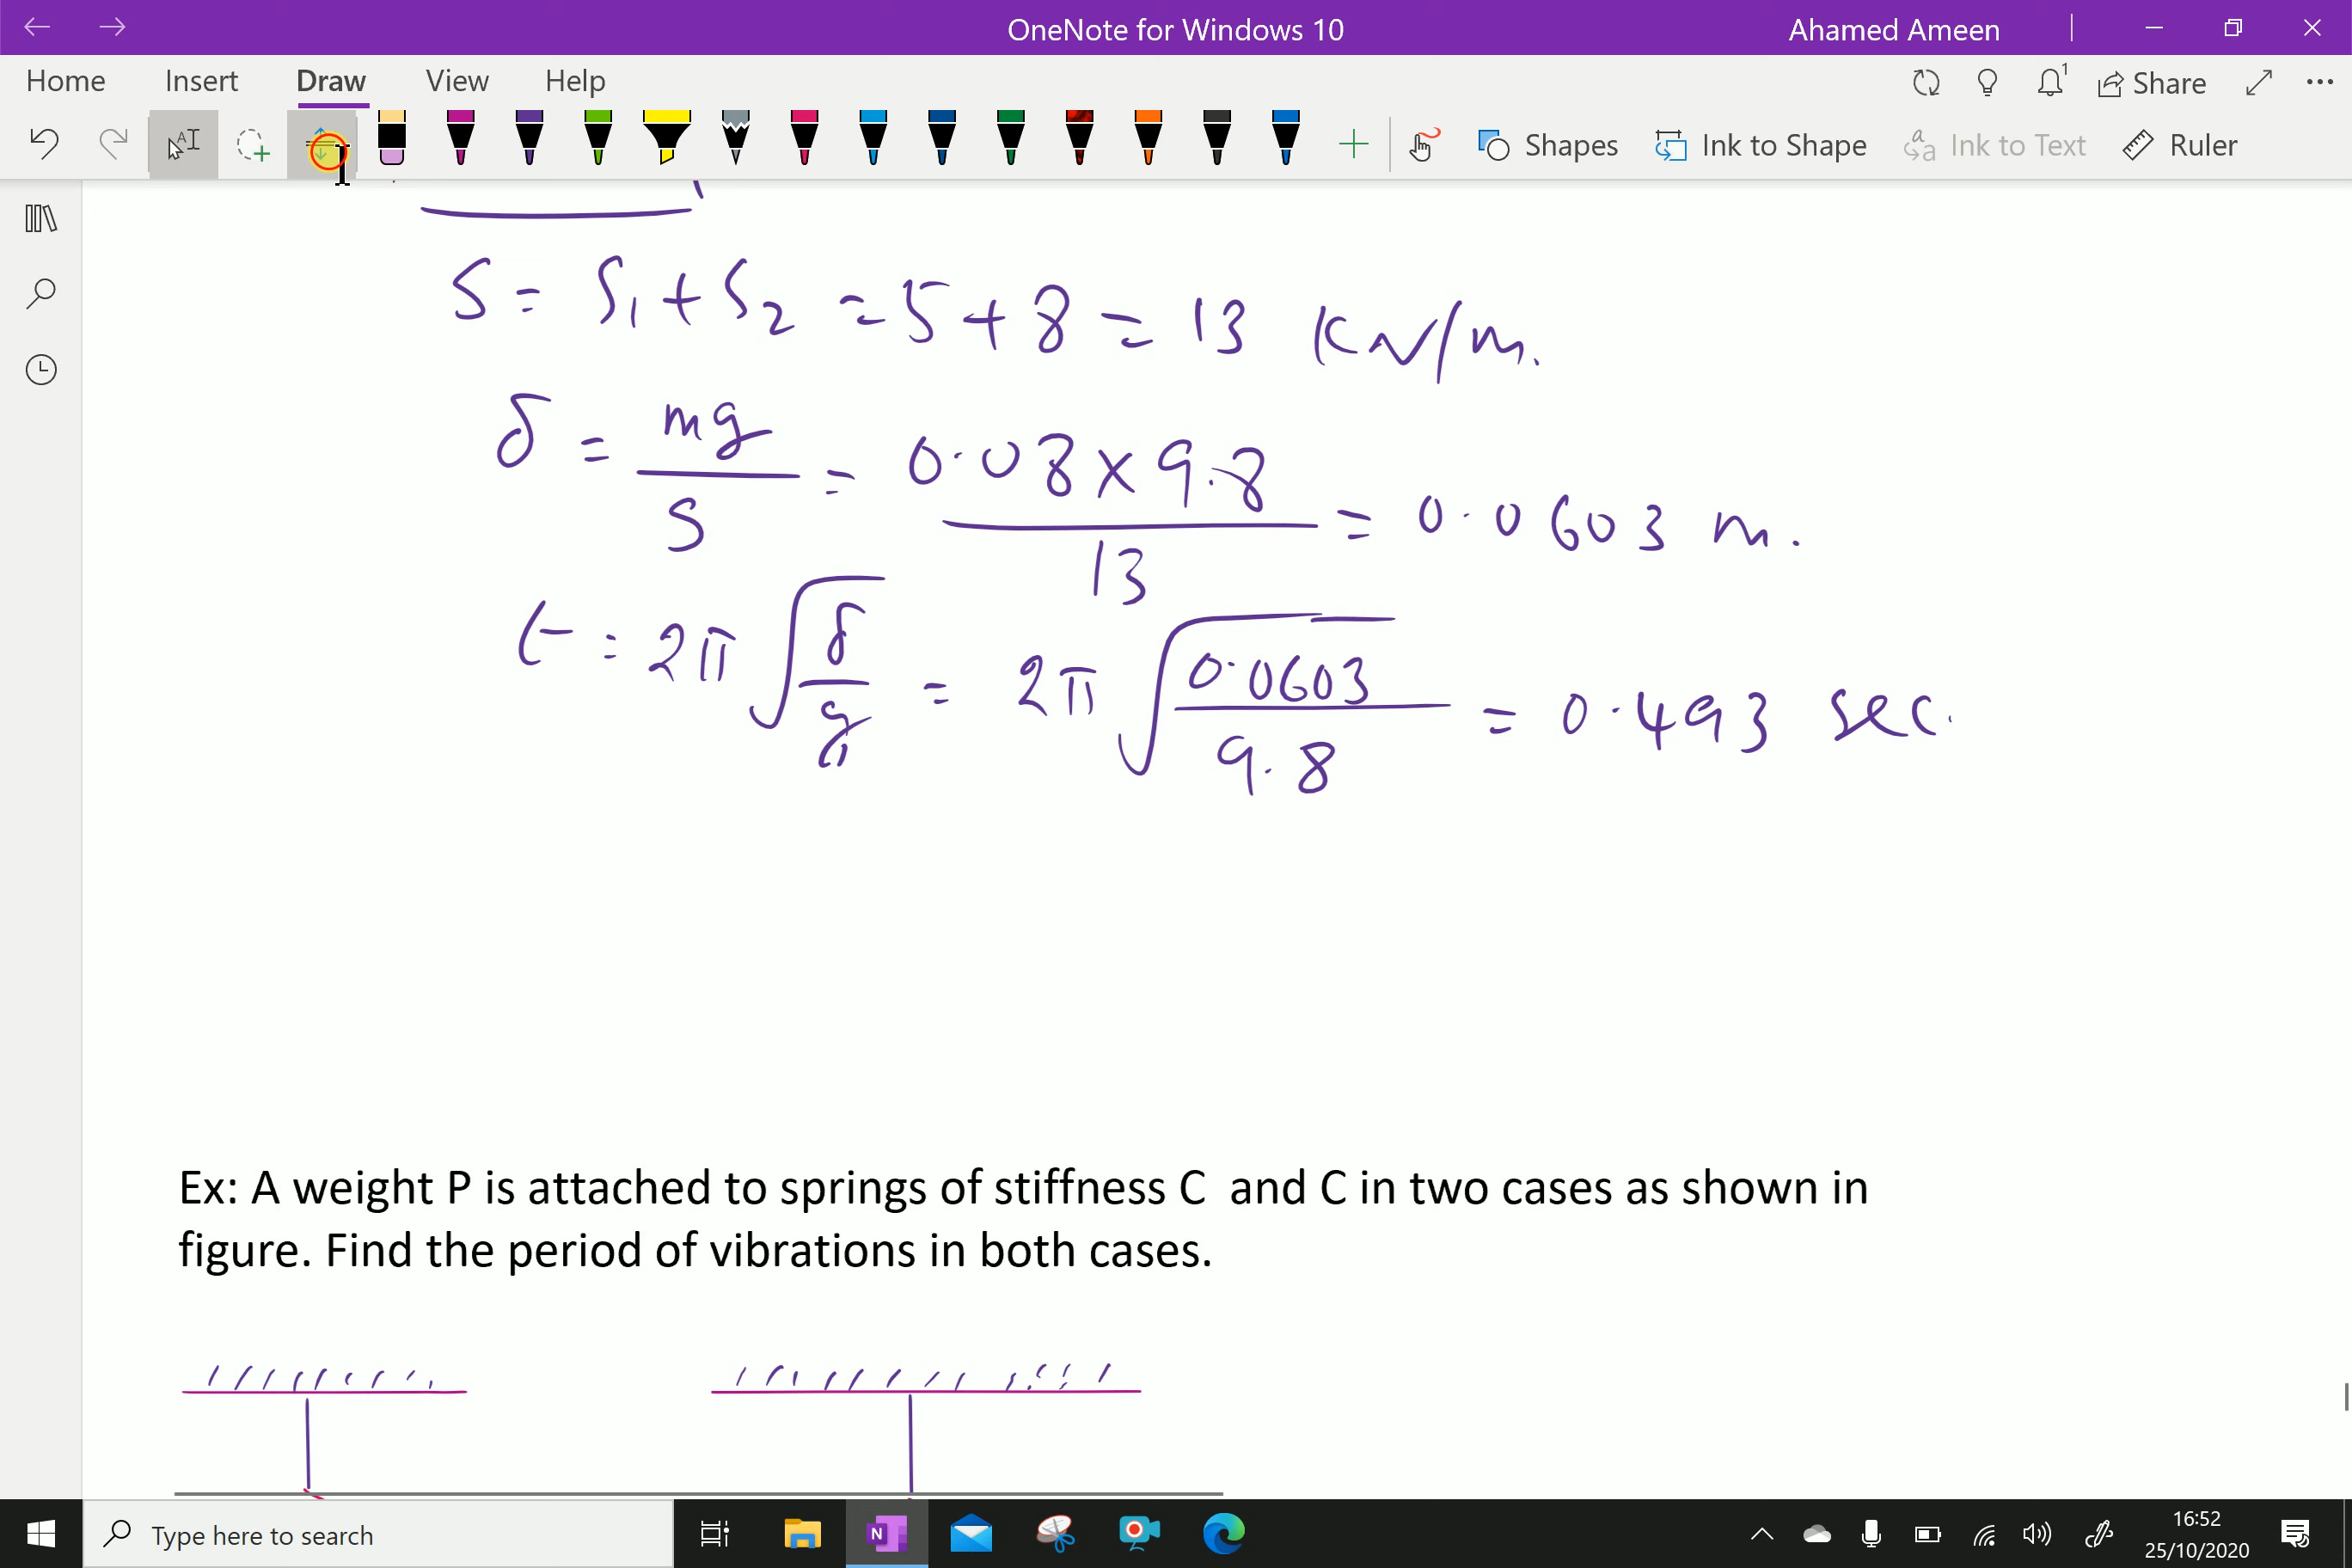 OneNote for Windows 10
Ahamed Ameen
Home Insert Draw View Help
1
Share
Shapes
Ink to Shape
Ink to Text
Ruler
S = S₁ + S₂ = 5 + 8 = 13 KN/m.
δ = mg/S = 0.08 × 9.8/13 = 0.0603 m.
t = 2π √(δ/g) = 2π √(0.0603/9.8) = 0.493 sec.
Ex: A weight P is attached to springs of stiffness C and C in two cases as shown in
figure. Find the period of vibrations in both cases.
Type here to search
N
16:52
25/10/2020